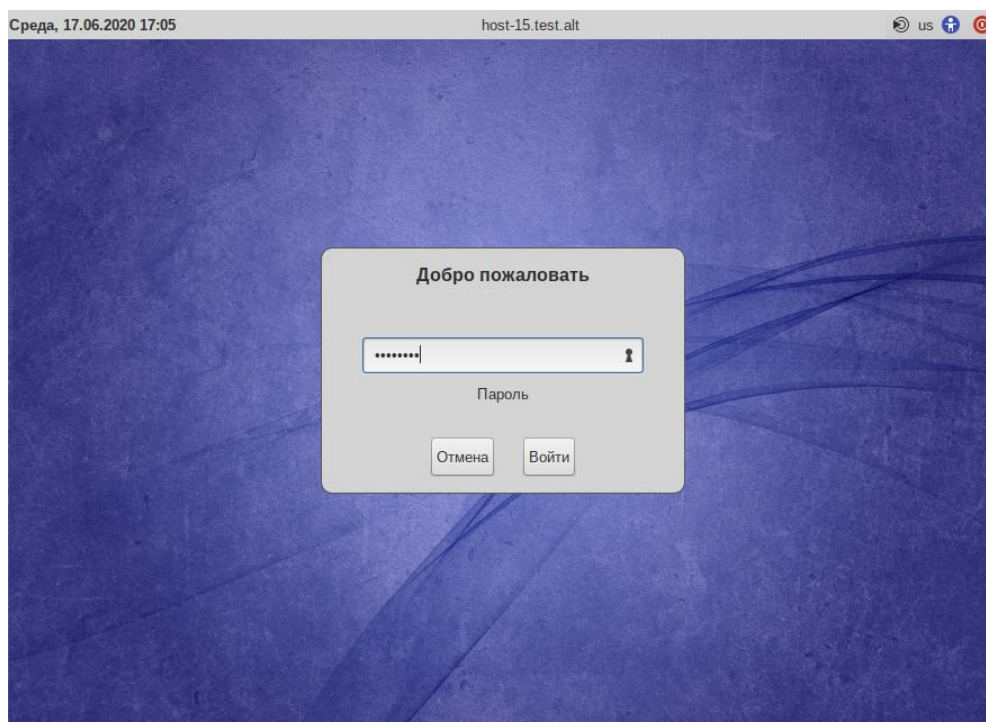 Среда, 17.06.2020 17:05 host-15.test.alt us
Добро пожаловать
••••••••
Пароль
Отмена Войти